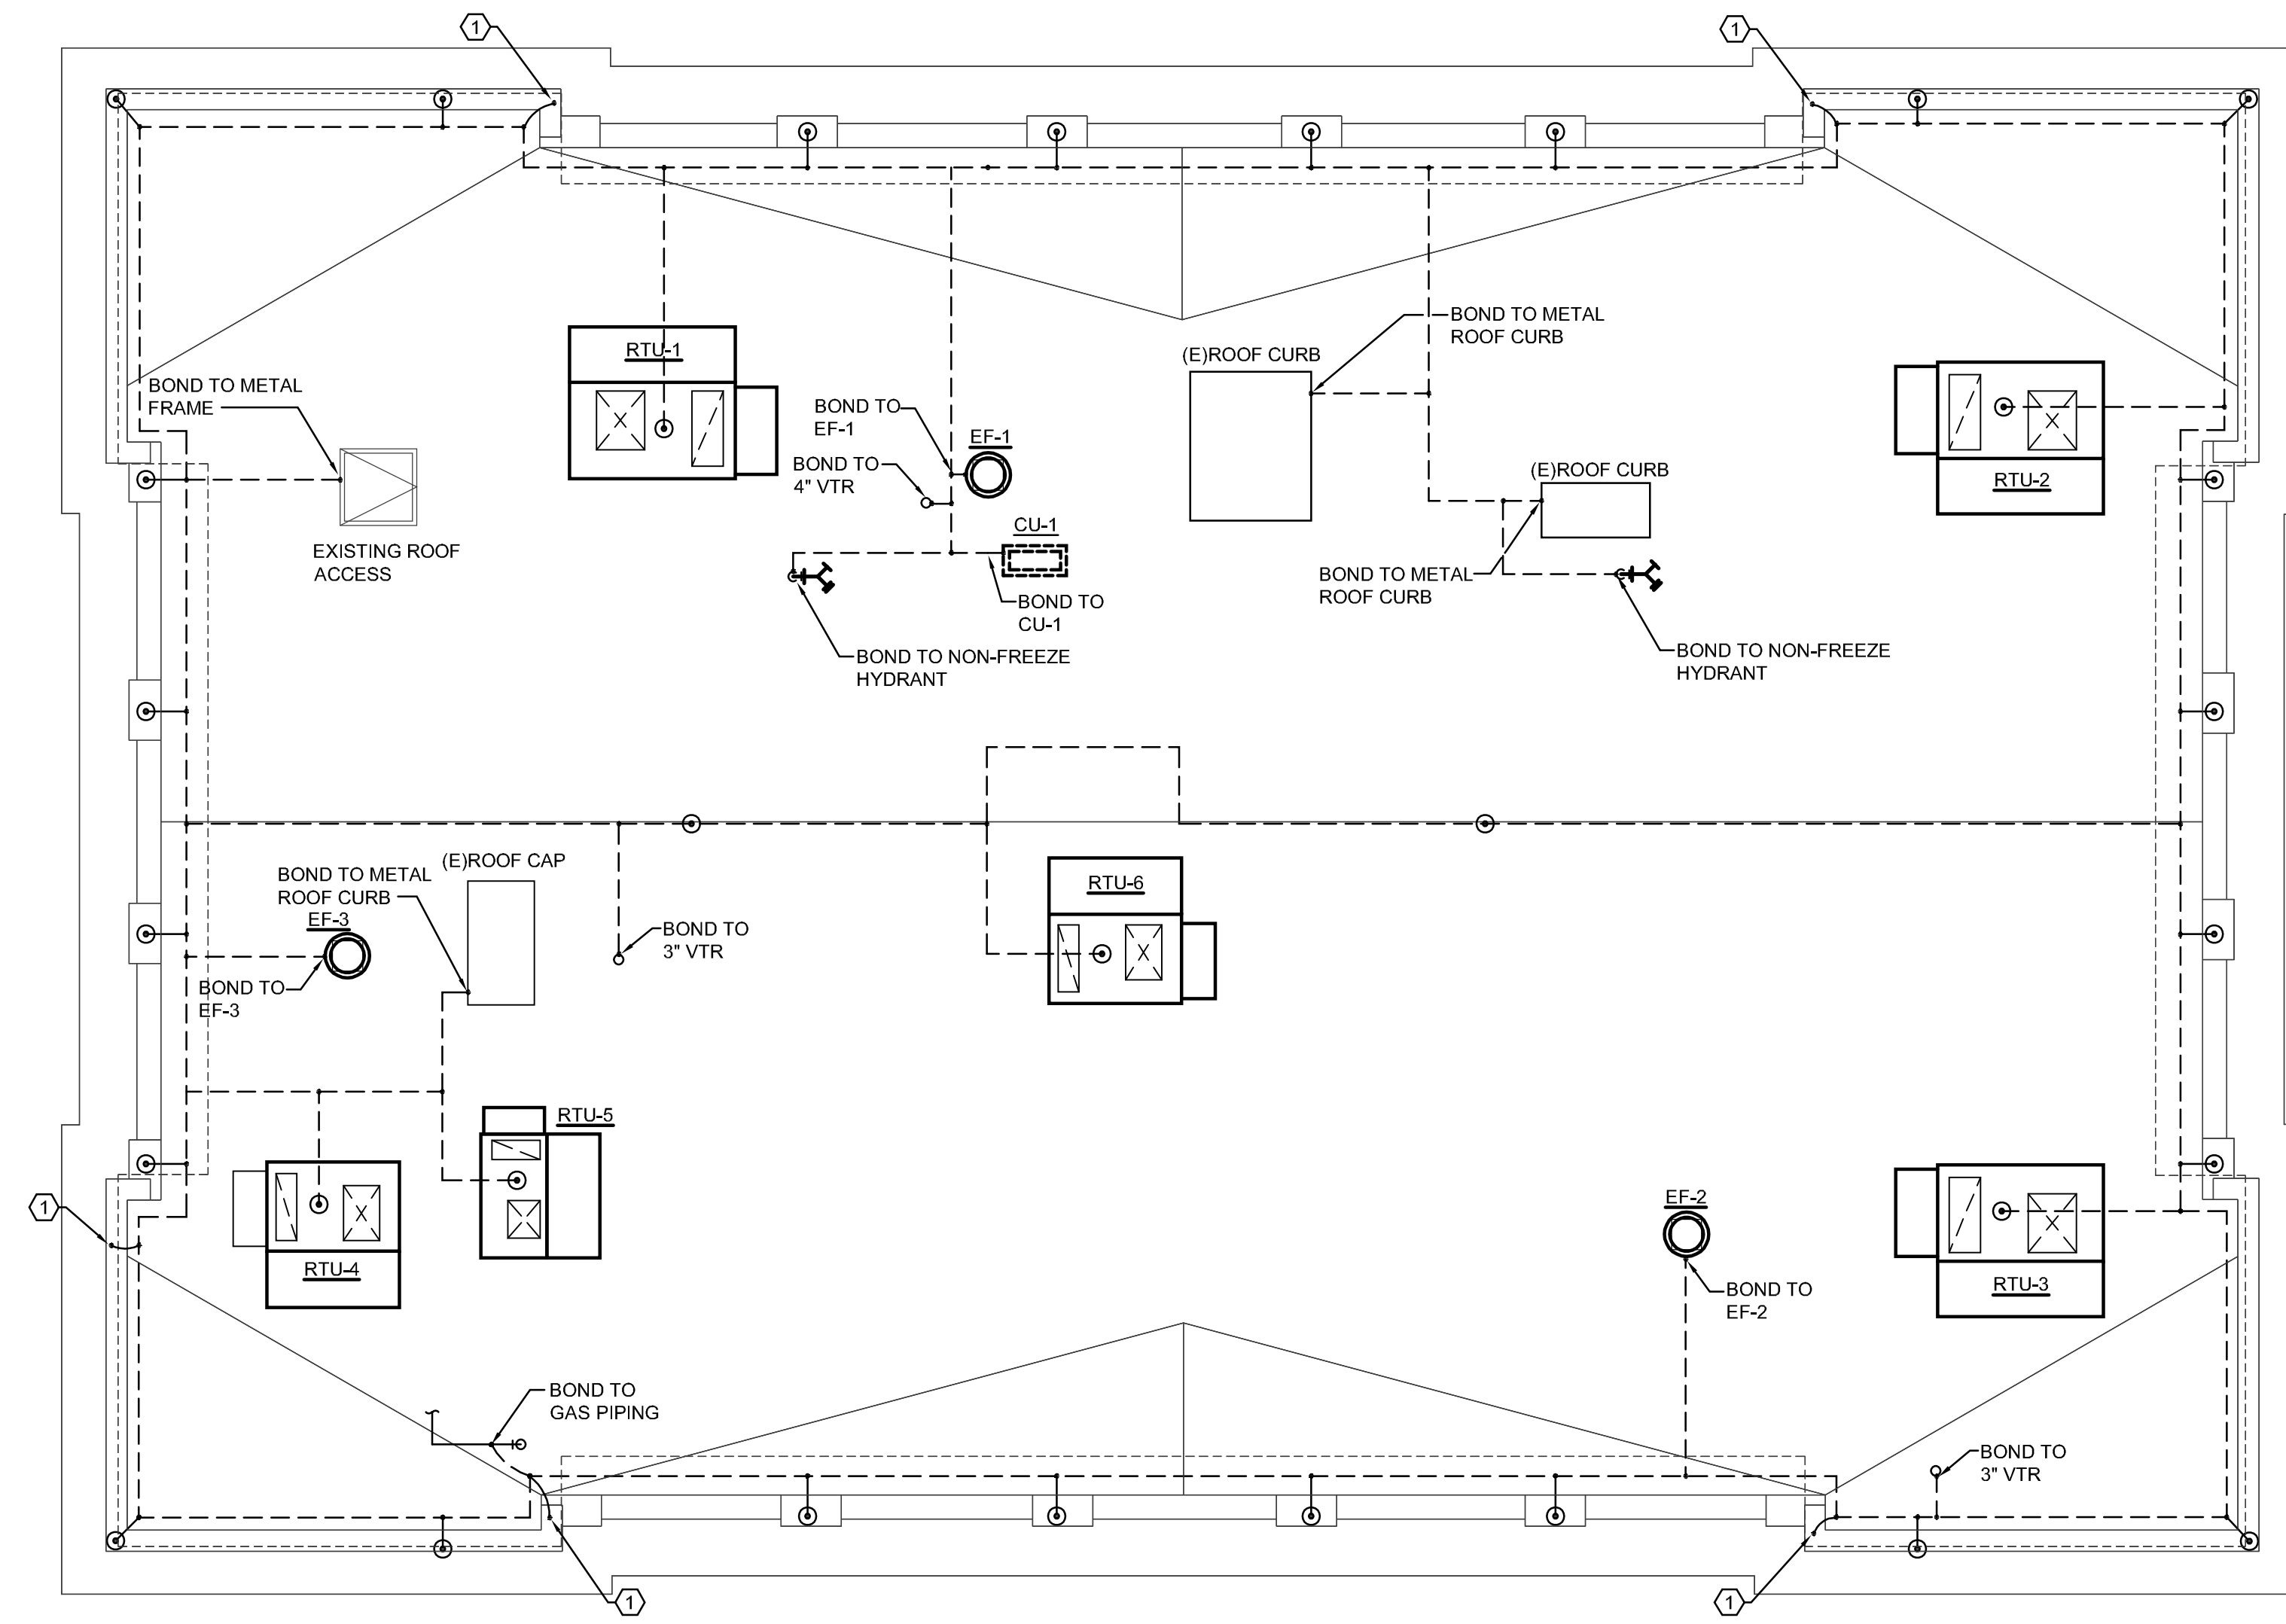 1
1
BOND TO METAL
ROOF CURB
(E)ROOF CURB
RTU-1
BOND TO METAL
FRAME
BOND TO
EF-1
EF-1
BOND TO
4" VTR
(E)ROOF CURB
RTU-2
CU-1
EXISTING ROOF
ACCESS
BOND TO METAL
ROOF CURB
BOND TO
CU-1
BOND TO NON-FREEZE
HYDRANT
BOND TO NON-FREEZE
HYDRANT
(E)ROOF CAP
BOND TO METAL
ROOF CURB
EF-3
RTU-6
BOND TO
3" VTR
BOND TO
EF-3
RTU-5
1
EF-2
RTU-4
BOND TO
EF-2
RTU-3
BOND TO
GAS PIPING
BOND TO
3" VTR
1
1